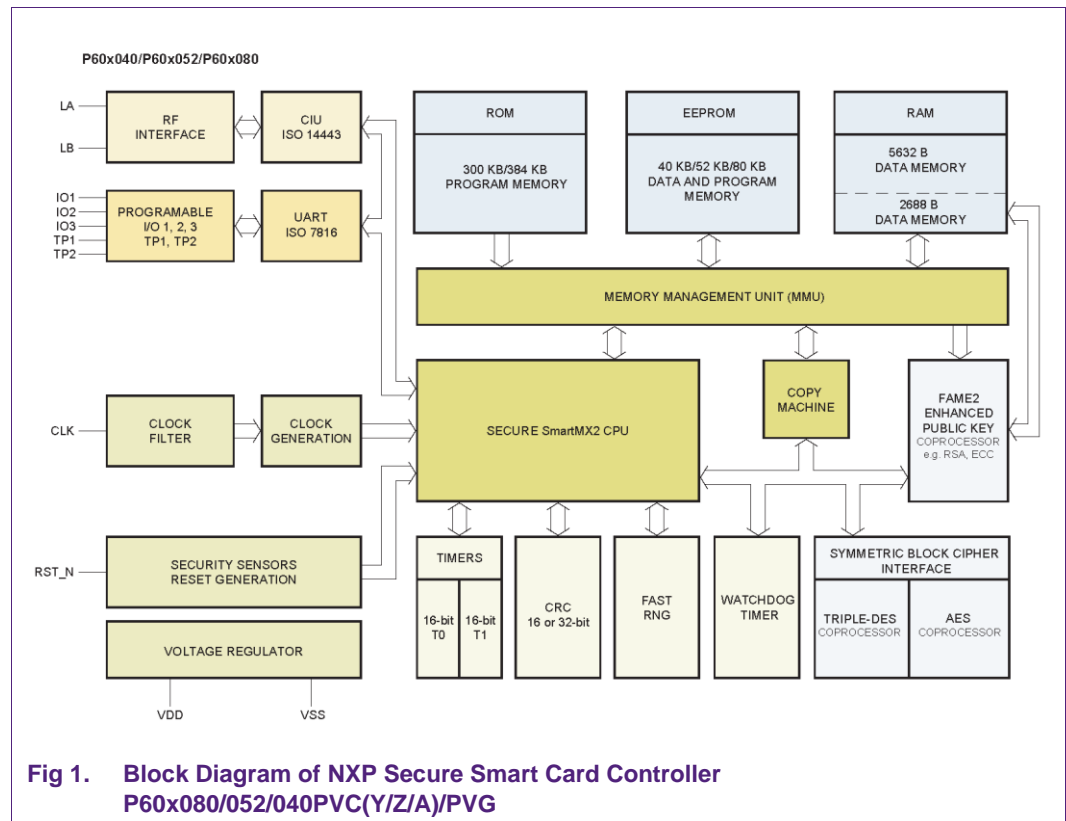 P60x040/P60x052/P60x080
LA
LB
RF
INTERFACE
CIU
ISO 14443
IO1
IO2
IO3
TP1
TP2
PROGRAMABLE
I/O 1, 2, 3
TP1, TP2
UART
ISO 7816
ROM
300 KB/384 KB
PROGRAM MEMORY
EEPROM
40 KB/52 KB/80 KB
DATA AND PROGRAM
MEMORY
RAM
5632 B
DATA MEMORY
2688 B
DATA MEMORY
MEMORY MANAGEMENT UNIT (MMU)
CLK
CLOCK
FILTER
CLOCK
GENERATION
SECURE SmartMX2 CPU
COPY
MACHINE
FAME2
ENHANCED
PUBLIC KEY
COPROCESSOR
e.g. RSA, ECC
RST_N
SECURITY SENSORS
RESET GENERATION
VOLTAGE REGULATOR
VDD
VSS
TIMERS
16-bit
T0
16-bit
T1
CRC
16 or 32-bit
FAST
RNG
WATCHDOG
TIMER
SYMMETRIC BLOCK CIPHER
INTERFACE
TRIPLE-DES
COPROCESSOR
AES
COPROCESSOR
Fig 1. Block Diagram of NXP Secure Smart Card Controller
P60x080/052/040PVC(Y/Z/A)/PVG